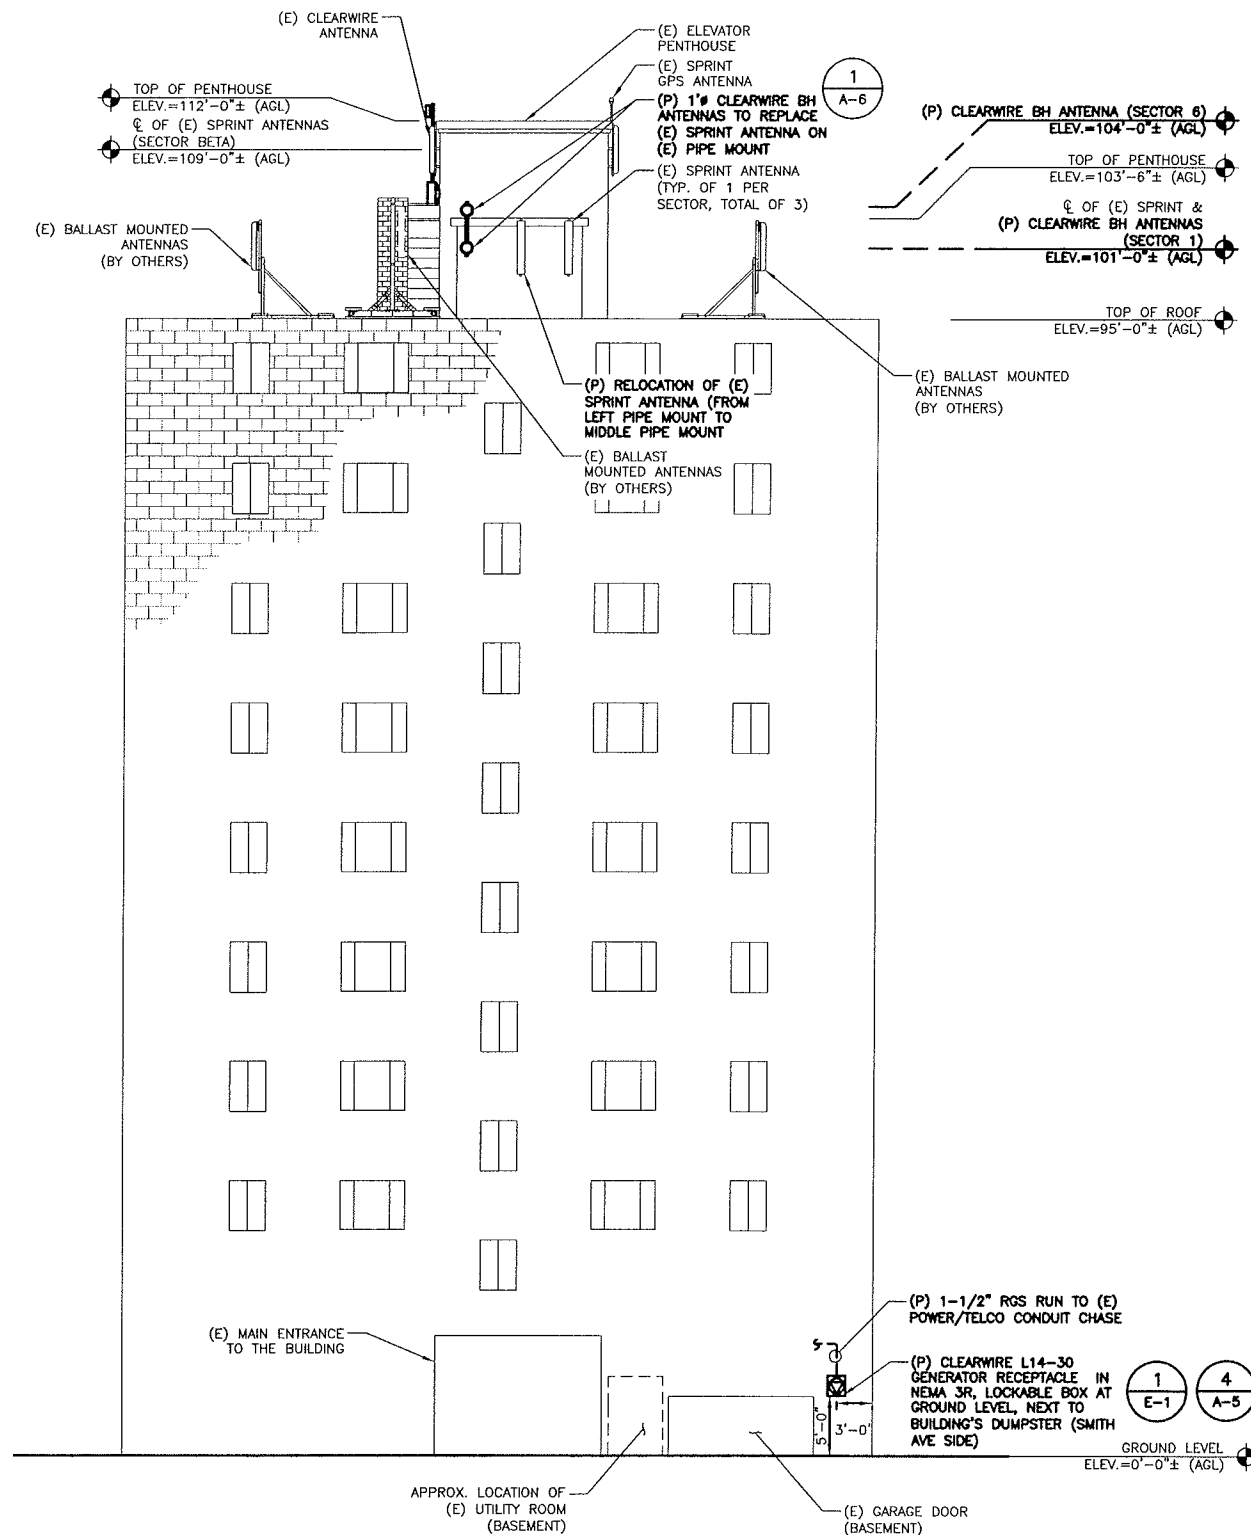 (E) CLEARWIRE
ANTENNA
(E) ELEVATOR
PENTHOUSE
(E) SPRINT
GPS ANTENNA
1
A-6
(P) 1'ø CLEARWIRE BH
ANTENNAS TO REPLACE
(E) SPRINT ANTENNA ON
(E) PIPE MOUNT
(E) SPRINT ANTENNA
(TYP. OF 1 PER
SECTOR, TOTAL OF 3)
TOP OF PENTHOUSE
ELEV.=112'-0"± (AGL)
℄ OF (E) SPRINT ANTENNAS
(SECTOR BETA)
ELEV.=109'-0"± (AGL)
(P) CLEARWIRE BH ANTENNA (SECTOR 6)
ELEV.=104'-0"± (AGL)
TOP OF PENTHOUSE
ELEV.=103'-6"± (AGL)
℄ OF (E) SPRINT &
(P) CLEARWIRE BH ANTENNAS
(SECTOR 1)
ELEV.=101'-0"± (AGL)
TOP OF ROOF
ELEV.=95'-0"± (AGL)
(E) BALLAST MOUNTED
ANTENNAS
(BY OTHERS)
(P) RELOCATION OF (E)
SPRINT ANTENNA (FROM
LEFT PIPE MOUNT TO
MIDDLE PIPE MOUNT
(E) BALLAST
MOUNTED ANTENNAS
(BY OTHERS)
(E) BALLAST MOUNTED
ANTENNAS
(BY OTHERS)
(E) MAIN ENTRANCE
TO THE BUILDING
(P) 1-1/2" RGS RUN TO (E)
POWER/TELCO CONDUIT CHASE
(P) CLEARWIRE L14-30
GENERATOR RECEPTACLE IN
NEMA 3R, LOCKABLE BOX AT
GROUND LEVEL, NEXT TO
BUILDING'S DUMPSTER (SMITH
AVE SIDE)
1
E-1
4
A-5
5'-0"
3'-0"
GROUND LEVEL
ELEV.=0'-0"± (AGL)
APPROX. LOCATION OF
(E) UTILITY ROOM
(BASEMENT)
(E) GARAGE DOOR
(BASEMENT)